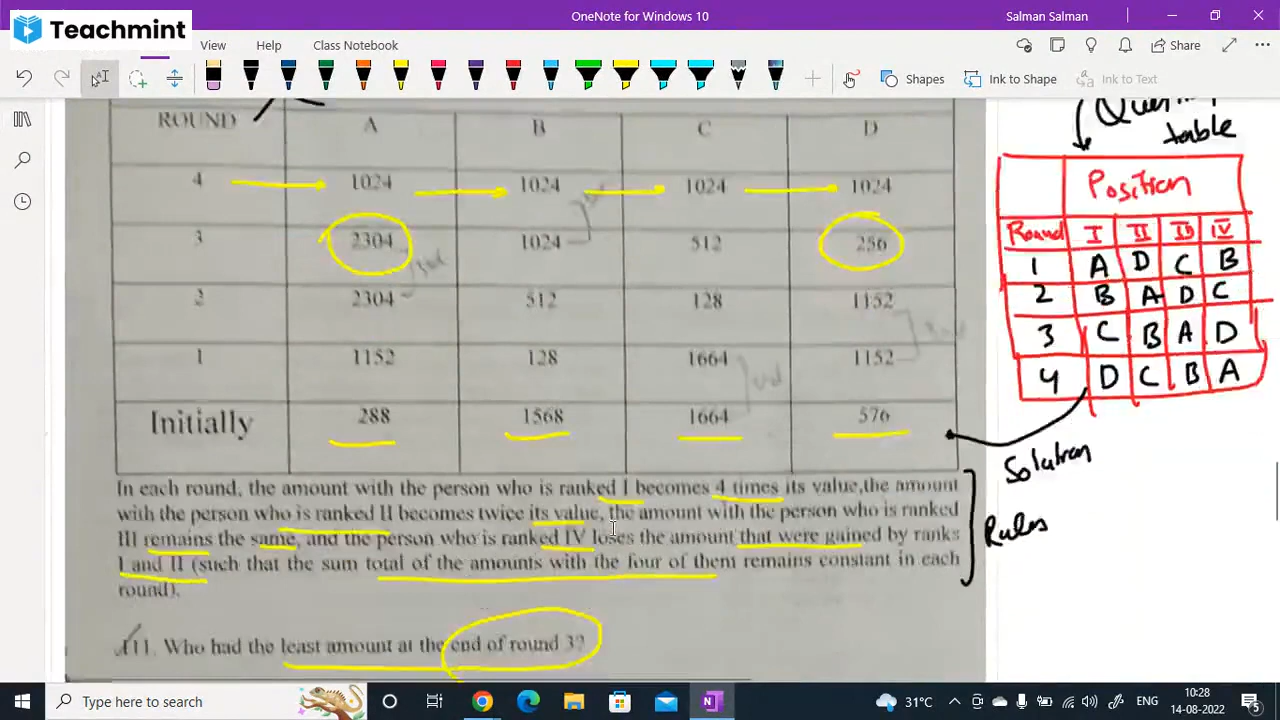 Teachmint
OneNote for Windows 10
Salman Salman
View Help Class Notebook
Share
Shapes Ink to Shape Ink to Text
ROUND A B C D
4 1024 1024 1024 1024
3 2304 1024 512 256
2 2304 512 128 1152
1 1152 128 1664 1152
Initially 288 1568 1664 576
In each round, the amount with the person who is ranked I becomes 4 times its value,the amount
with the person who is ranked II becomes twice its value, the amount with the person who is ranked
III remains the same, and the person who is ranked IV loses the amount that were gained by ranks
I and II (such that the sum total of the amounts with the four of them remains constant in each
round).
111. Who had the least amount at the end of round 3?
table
Position
Round I II III IV
1 A D C B
2 B A D C
3 C B A D
4 D C B A
Solution
Rules
Type here to search
31°C
ENG
10:28
14-08-2022
5